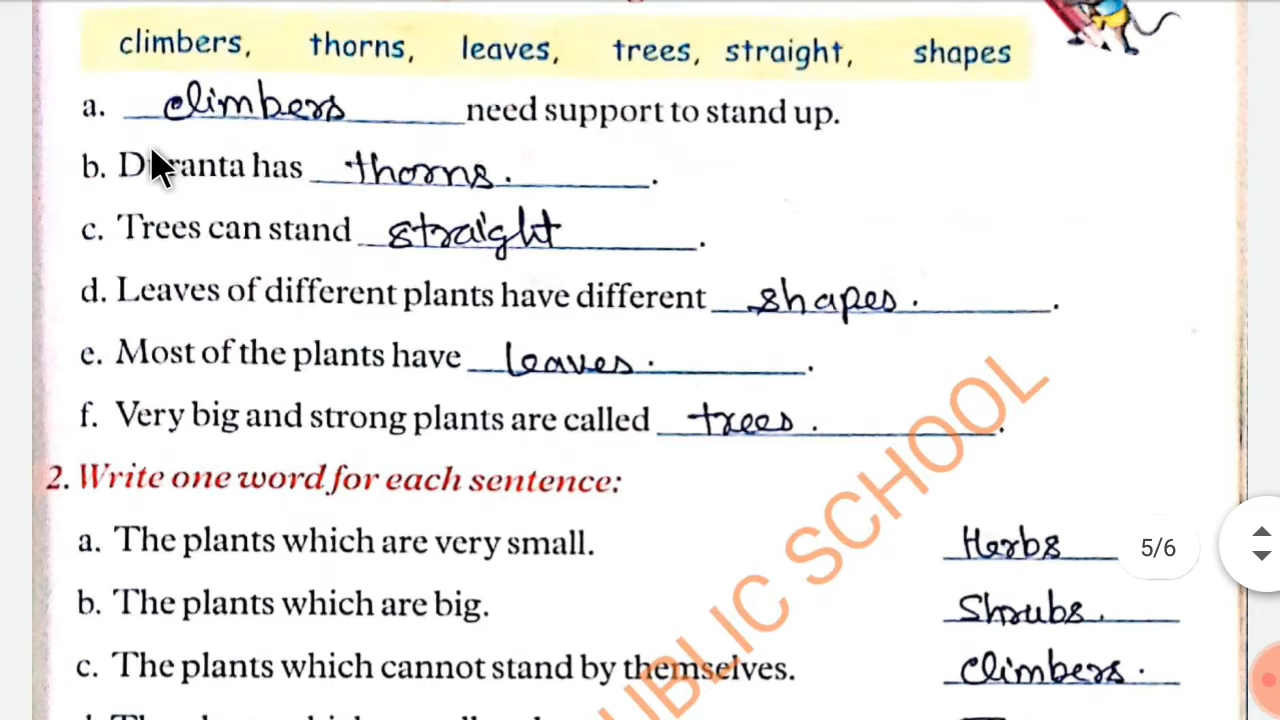 climbers, thorns, leaves, trees, straight, shapes
a. climbers need support to stand up.
b. Duranta has thorns. .
c. Trees can stand straight .
d. Leaves of different plants have different shapes. .
e. Most of the plants have leaves. .
f. Very big and strong plants are called trees. .
2. Write one word for each sentence:
a. The plants which are very small. Herbs
5/6
b. The plants which are big. Shrubs.
c. The plants which cannot stand by themselves. climbers.
UBLIC SCHOOL